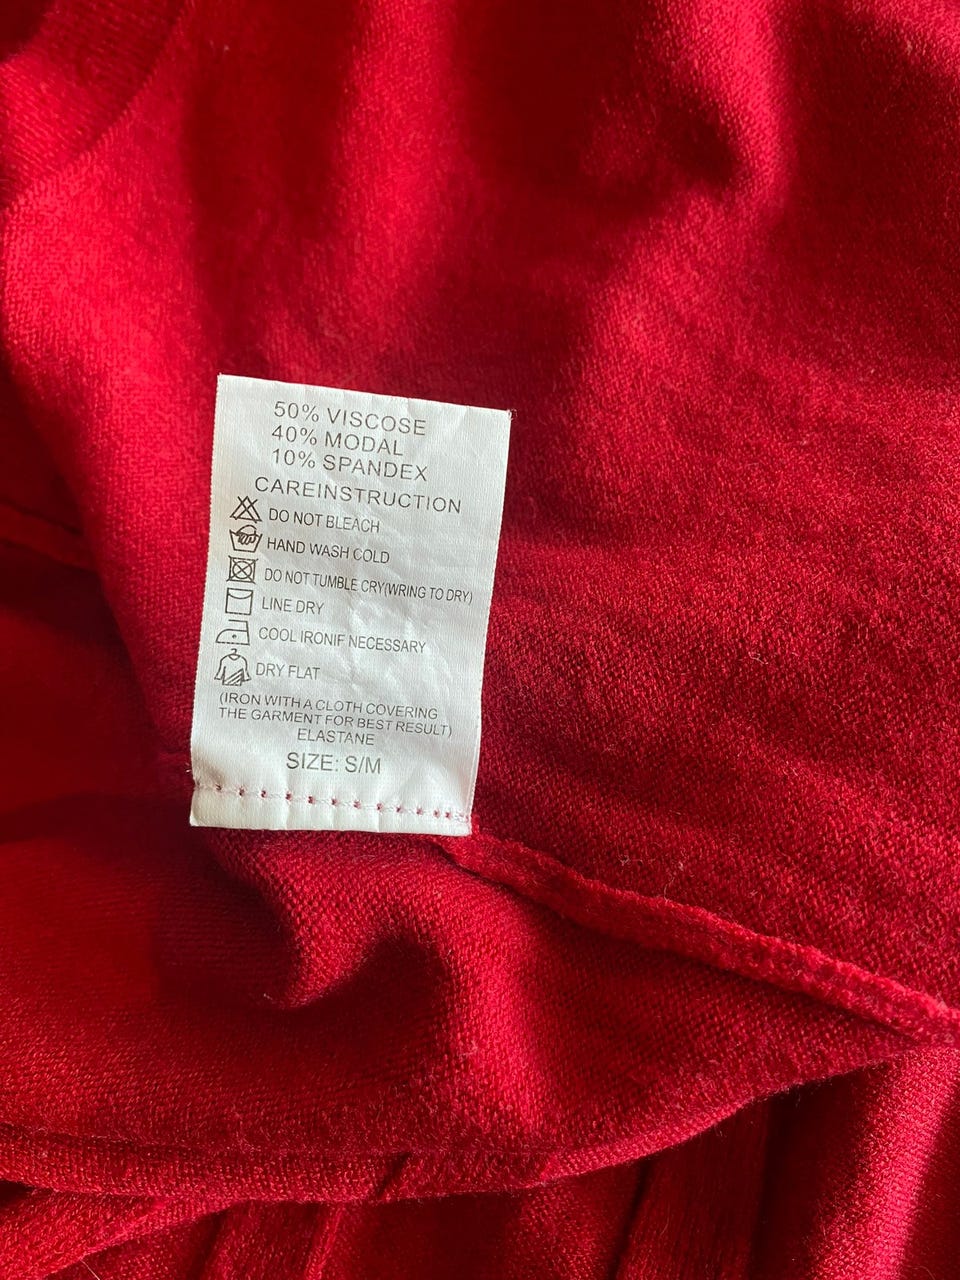 50% VISCOSE
40% MODAL
10% SPANDEX
CAREINSTRUCTION
DO NOT BLEACH
HAND WASH COLD
DO NOT TUMBLE CRY(WRING TO DRY)
LINE DRY
COOL IRONIF NECESSARY
DRY FLAT
(IRON WITH A CLOTH COVERING
THE GARMENT FOR BEST RESULT)
ELASTANE
SIZE: S/M